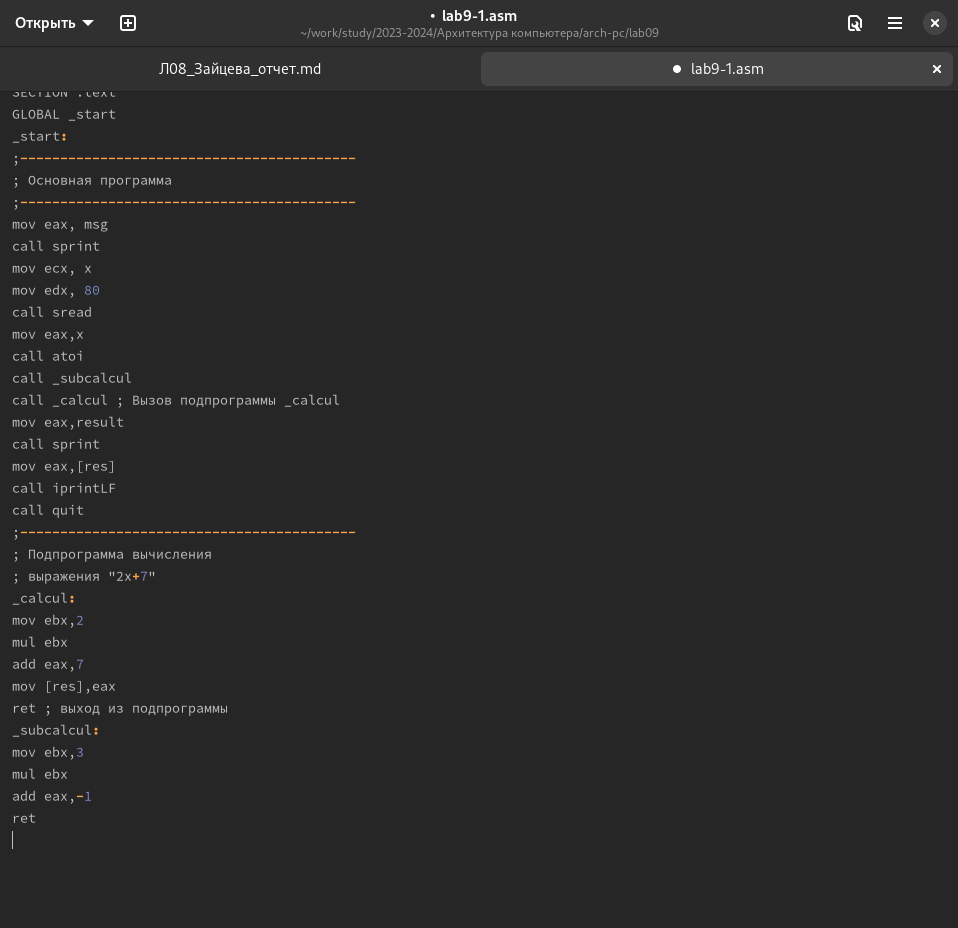 Открыть
• lab9-1.asm
~/work/study/2023-2024/Архитектура компьютера/arch-pc/lab09
Л08_Зайцева_отчет.md
● lab9-1.asm
SECTION .text
GLOBAL _start
_start:
;------------------------------------------
; Основная программа
;------------------------------------------
mov eax, msg
call sprint
mov ecx, x
mov edx, 80
call sread
mov eax,x
call atoi
call _subcalcul
call _calcul ; Вызов подпрограммы _calcul
mov eax,result
call sprint
mov eax,[res]
call iprintLF
call quit
;------------------------------------------
; Подпрограмма вычисления
; выражения "2x+7"
_calcul:
mov ebx,2
mul ebx
add eax,7
mov [res],eax
ret ; выход из подпрограммы
_subcalcul:
mov ebx,3
mul ebx
add eax,-1
ret